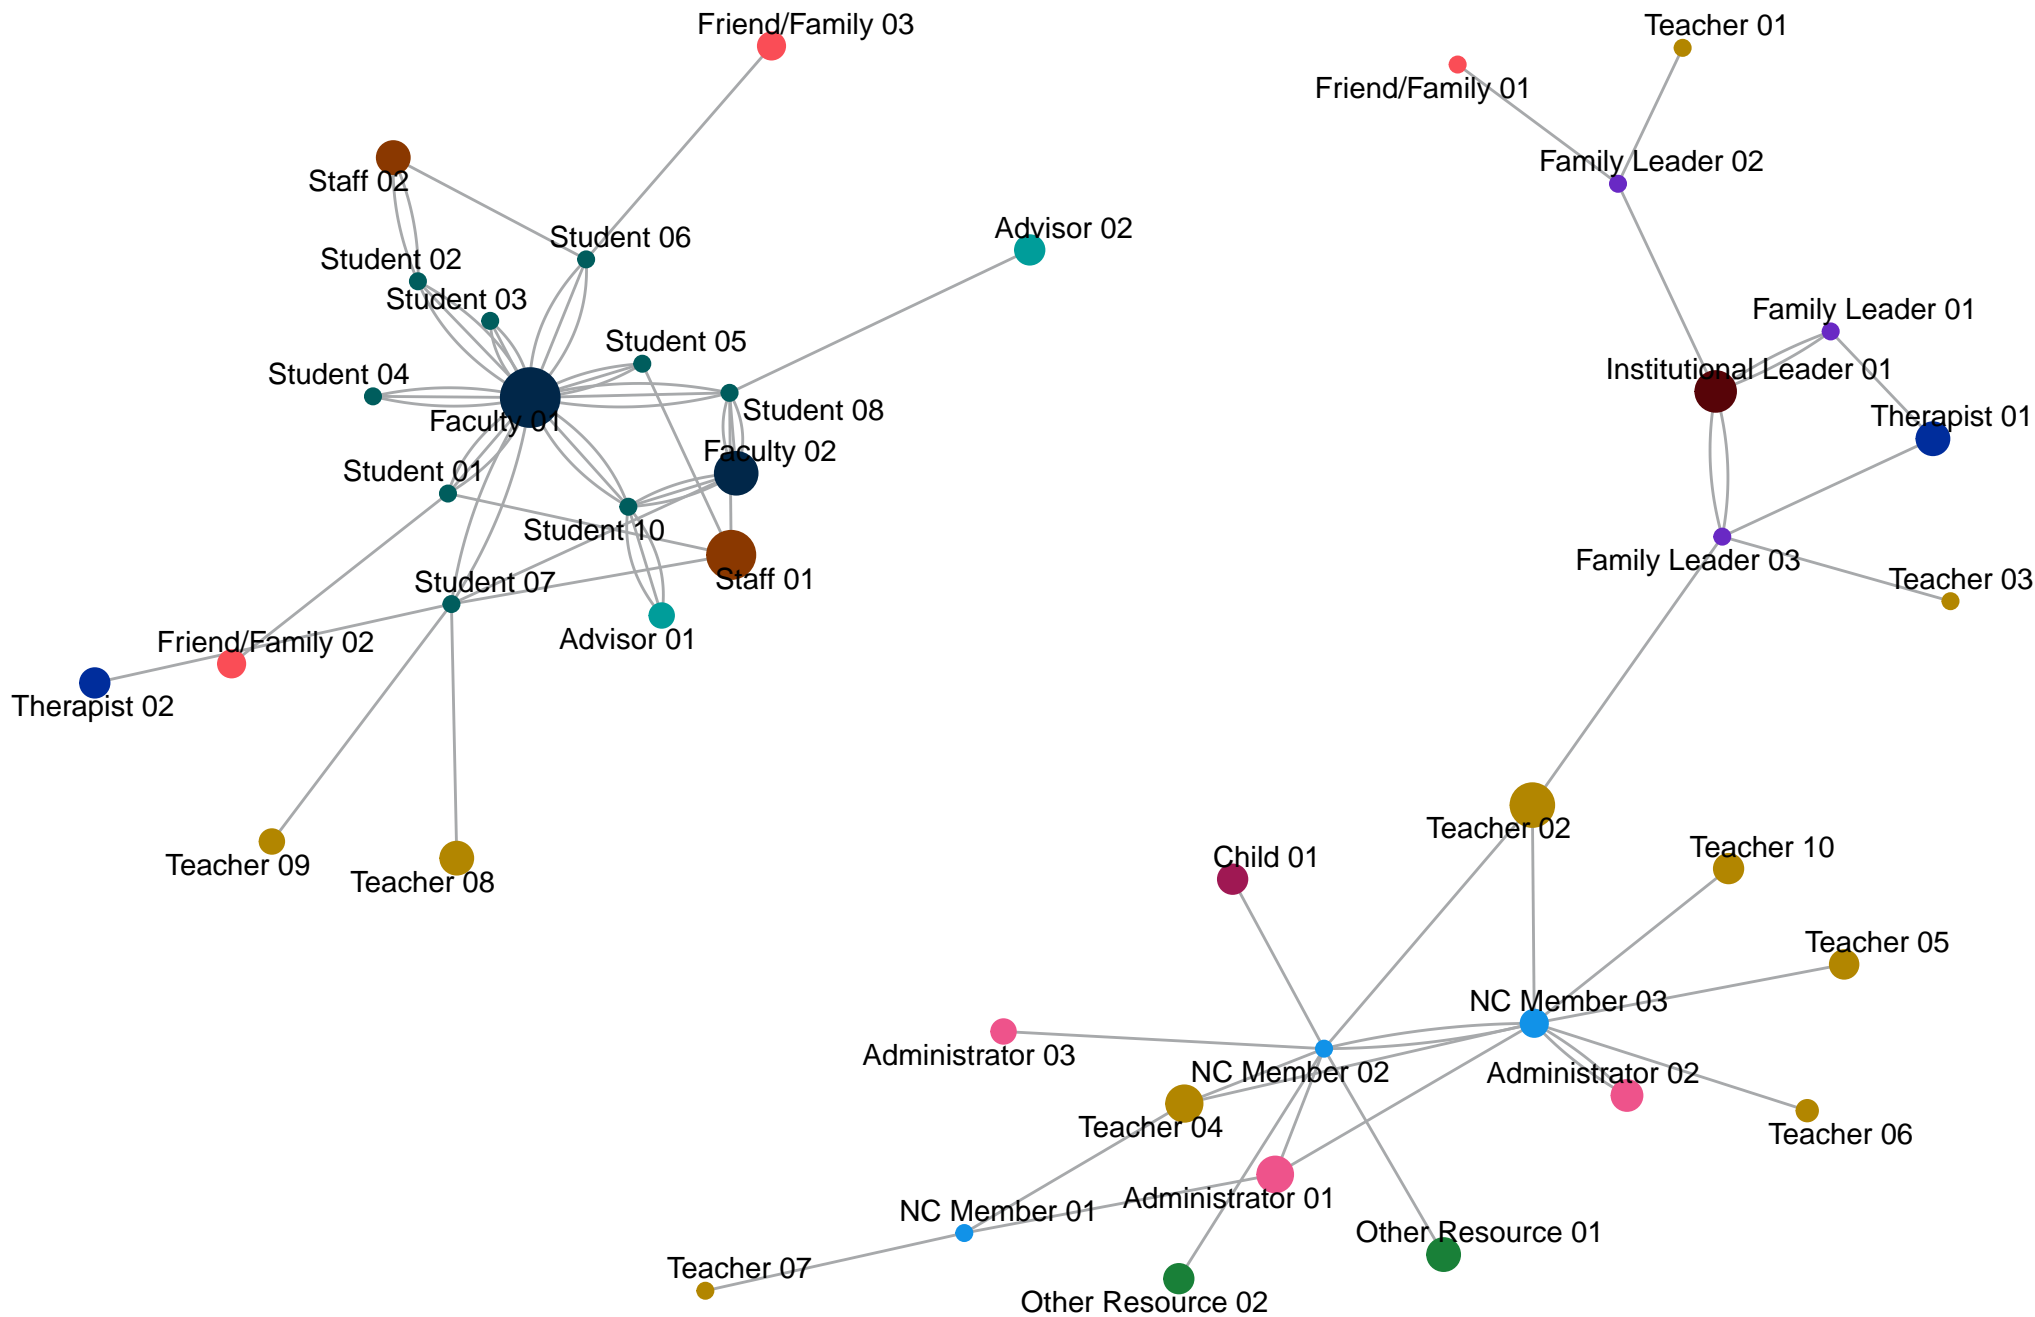 Friend/Family 03
Teacher 01
Friend/Family 01
Family Leader 02
Staff 02
Student 06
Advisor 02
Student 02
Student 03
Family Leader 01
Student 05
Institutional Leader 01
Student 04
Student 08
Therapist 01
Faculty 01
Faculty 02
Student 01
Student 10
Family Leader 03
Student 07
Staff 01
Teacher 03
Friend/Family 02
Advisor 01
Therapist 02
Teacher 02
Teacher 10
Child 01
Teacher 09
Teacher 08
Teacher 05
NC Member 03
Administrator 03
NC Member 02
Administrator 02
Teacher 04
Teacher 06
Administrator 01
NC Member 01
Other Resource 01
Teacher 07
Other Resource 02